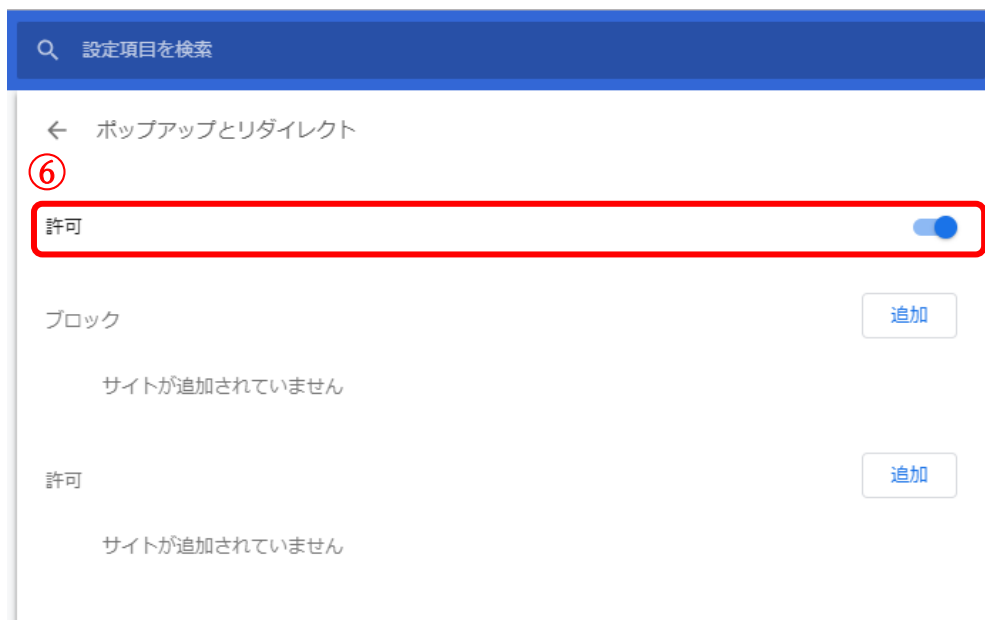 設定項目を検索
ポップアップとリダイレクト
⑥
許可
ブロック
追加
サイトが追加されていません
許可
追加
サイトが追加されていません